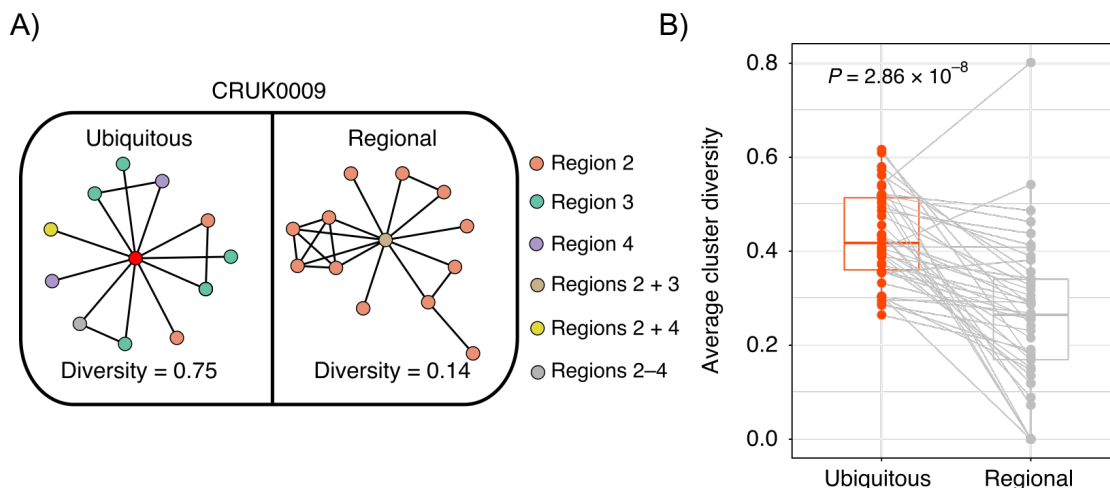 A)
CRUK0009
Ubiquitous
Regional
Diversity = 0.75
Diversity = 0.14
Region 2
Region 3
Region 4
Regions 2 + 3
Regions 2 + 4
Regions 2–4
B)
Average cluster diversity
0.8
0.6
0.4
0.2
0.0
P = 2.86 × 10⁻⁸
Ubiquitous
Regional